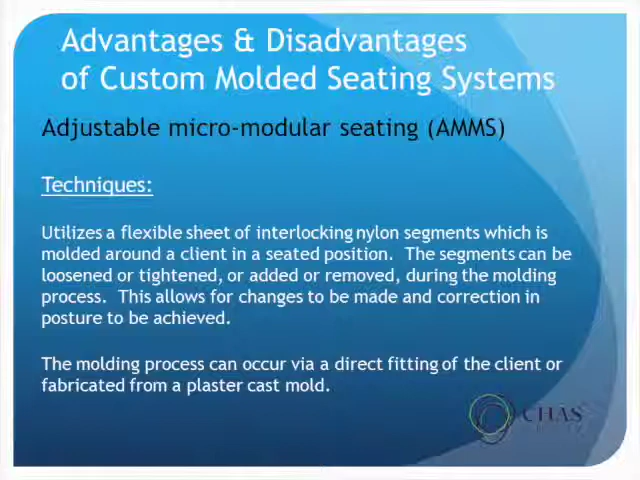 Advantages & Disadvantages
of Custom Molded Seating Systems
Adjustable micro-modular seating (AMMS)
Techniques:
Utilizes a flexible sheet of interlocking nylon segments which is
molded around a client in a seated position. The segments can be
loosened or tightened, or added or removed, during the molding
process. This allows for changes to be made and correction in
posture to be achieved.
The molding process can occur via a direct fitting of the client or
fabricated from a plaster cast mold.
CHAS